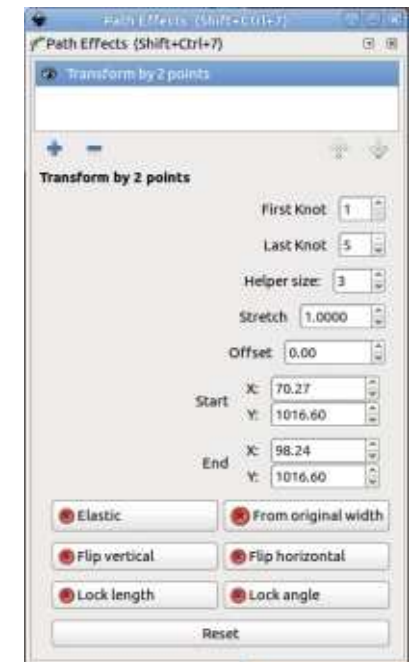 Path Effects (Shift+Ctrl+7)
Path Effects (Shift+Ctrl+7)
Transform by 2 points
Transform by 2 points
First Knot 1
Last Knot 5
Helper size: 3
Stretch 1.0000
Offset 0.00
Start X: 70.27
Y: 1016.60
End X: 98.24
Y: 1016.60
Elastic From original width
Flip vertical Flip horizontal
Lock length Lock angle
Reset